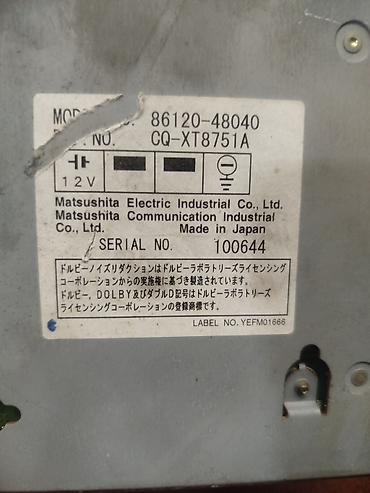 MOD 86120-48040
NO. CQ-XT8751A
12V
Matsushita Electric Industrial Co., Ltd.
Matsushita Communication Industrial
Co., Ltd. Made in Japan
SERIAL NO. 100644
ドルビーノイズリダクションはドルビーラボラトリーズライセンシング
コーポレーションからの実施権に基づき製造されています。
ドルビー、DOLBY及びダブルD記号はドルビーラボラトリーズ
ライセンシングコーポレーションの登録商標です。
LABEL NO. YEFM01666